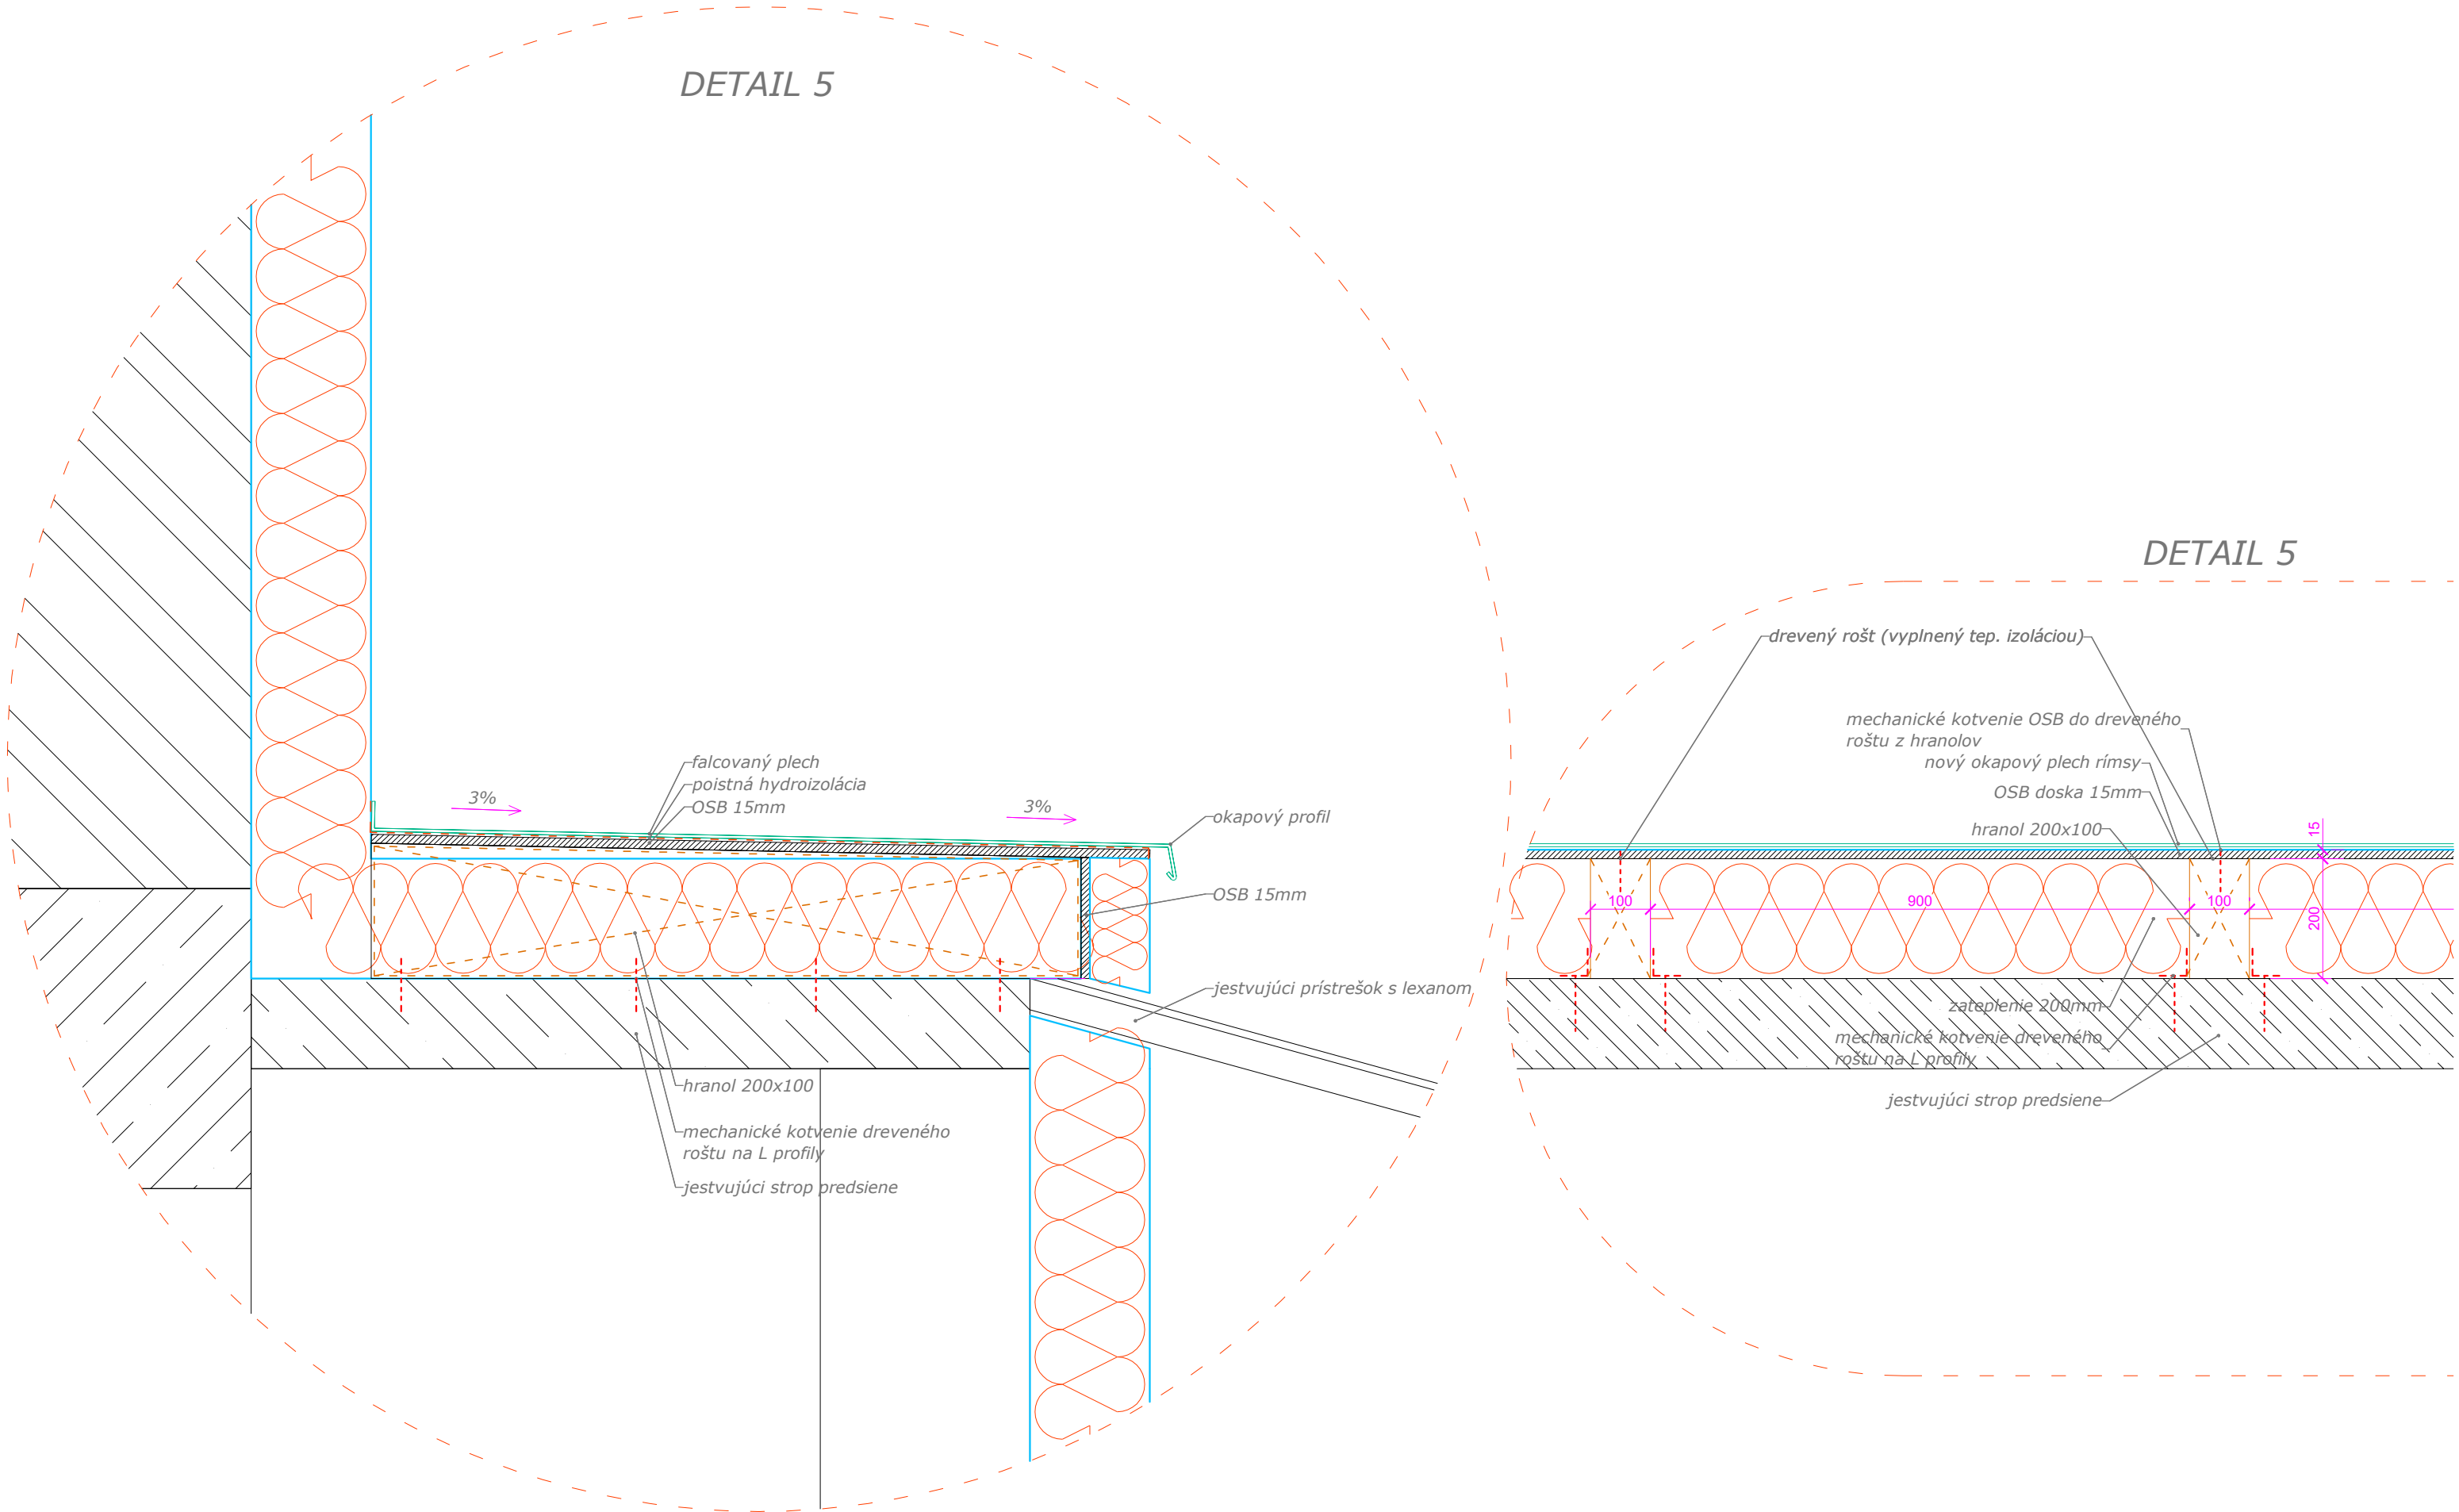 DETAIL 5
falcovaný plech
poistná hydroizolácia
OSB 15mm
3%
3%
okapový profil
OSB 15mm
jestvujúci prístrešok s lexanom
hranol 200x100
mechanické kotvenie dreveného
roštu na L profily
jestvujúci strop predsiene
DETAIL 5
drevený rošt (vyplnený tep. izoláciou)
mechanické kotvenie OSB do dreveného
roštu z hranolov
nový okapový plech rímsy
OSB doska 15mm
hranol 200x100
15
100
900
100
200
zateplenie 200mm
mechanické kotvenie dreveného
roštu na L profily
jestvujúci strop predsiene